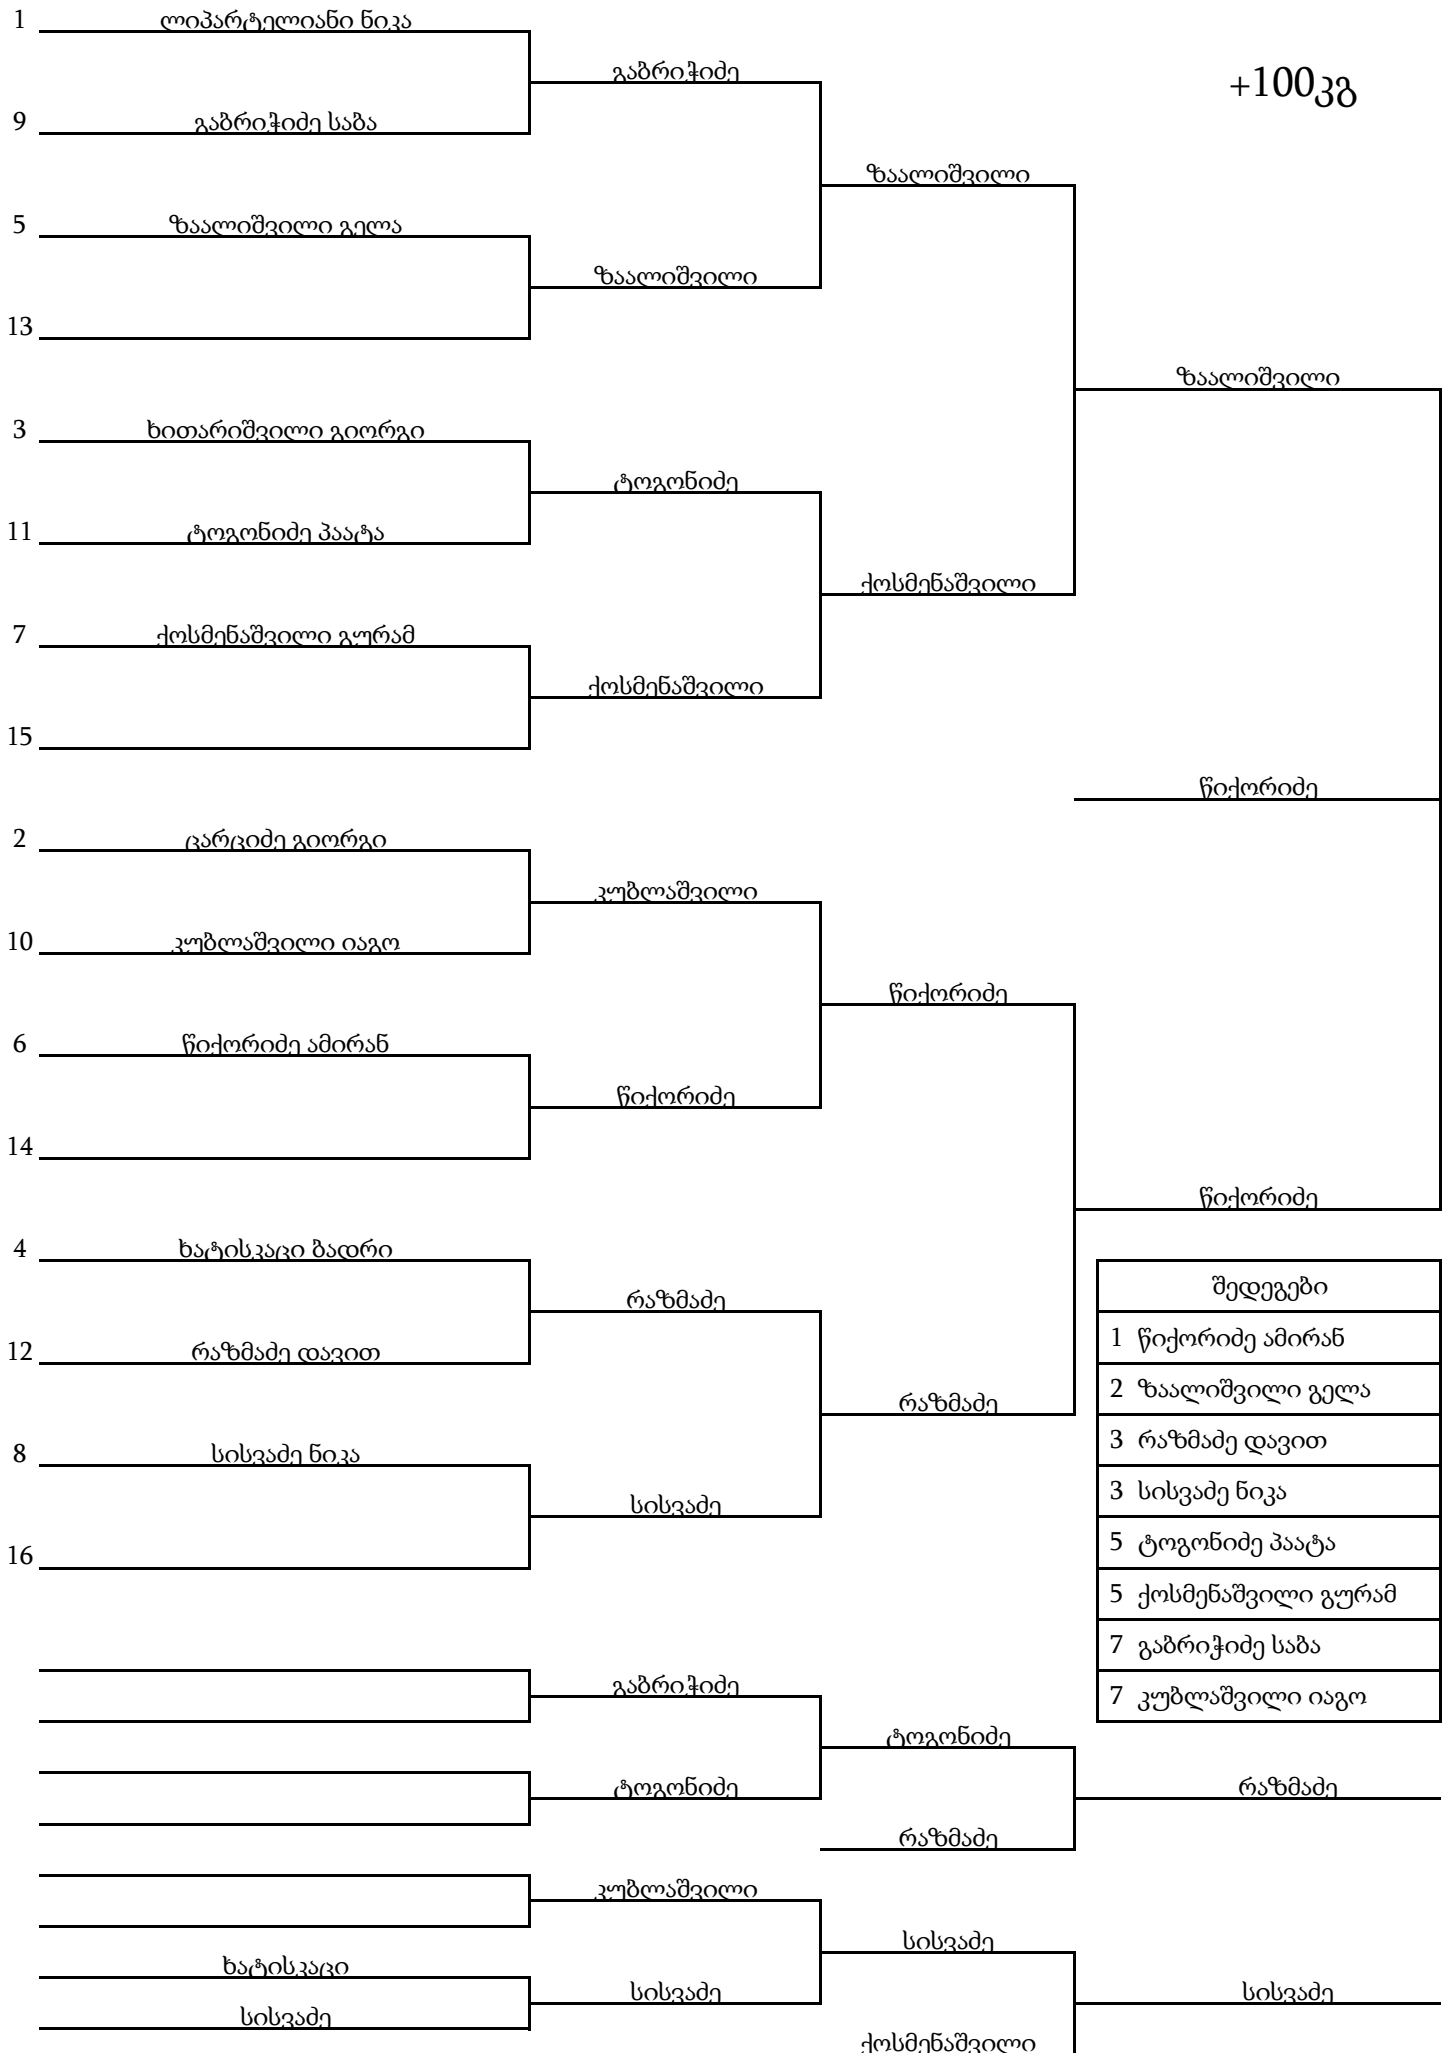 1 ლიპარტელიანი ნიკა
გაბრიჭიძე
+100კგ
9 გაბრიჭიძე საბა
ზაალიშვილი
5 ზაალიშვილი გელა
ზაალიშვილი
13
ზაალიშვილი
3 ხითარიშვილი გიორგი
ტოგონიძე
11 ტოგონიძე პაატა
ქოსმენაშვილი
7 ქოსმენაშვილი გურამ
ქოსმენაშვილი
15
წიქორიძე
2 ცარციძე გიორგი
კუბლაშვილი
10 კუბლაშვილი იაგო
წიქორიძე
6 წიქორიძე ამირან
წიქორიძე
14
წიქორიძე
4 ხატისკაცი ბადრი
რაზმაძე
12 რაზმაძე დავით
რაზმაძე
8 სისვაძე ნიკა
სისვაძე
16
შედეგები
1 წიქორიძე ამირან
2 ზაალიშვილი გელა
3 რაზმაძე დავით
3 სისვაძე ნიკა
5 ტოგონიძე პაატა
5 ქოსმენაშვილი გურამ
7 გაბრიჭიძე საბა
7 კუბლაშვილი იაგო
გაბრიჭიძე
ტოგონიძე
ტოგონიძე
რაზმაძე
რაზმაძე
კუბლაშვილი
სისვაძე
ხატისკაცი
სისვაძე
სისვაძე
სისვაძე
ქოსმენაშვილი